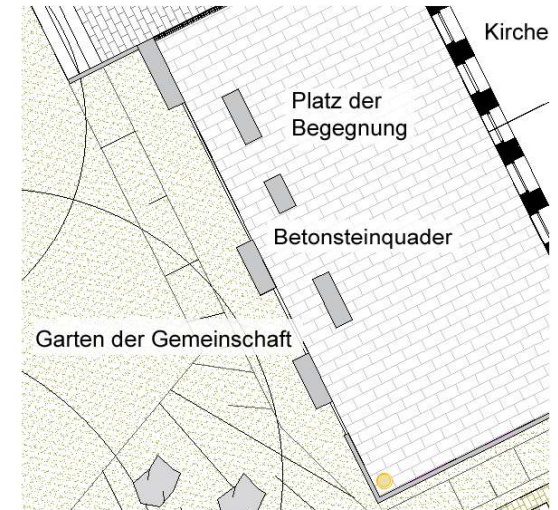 Kirche
Platz der
Begegnung
Betonsteinquader
Garten der Gemeinschaft